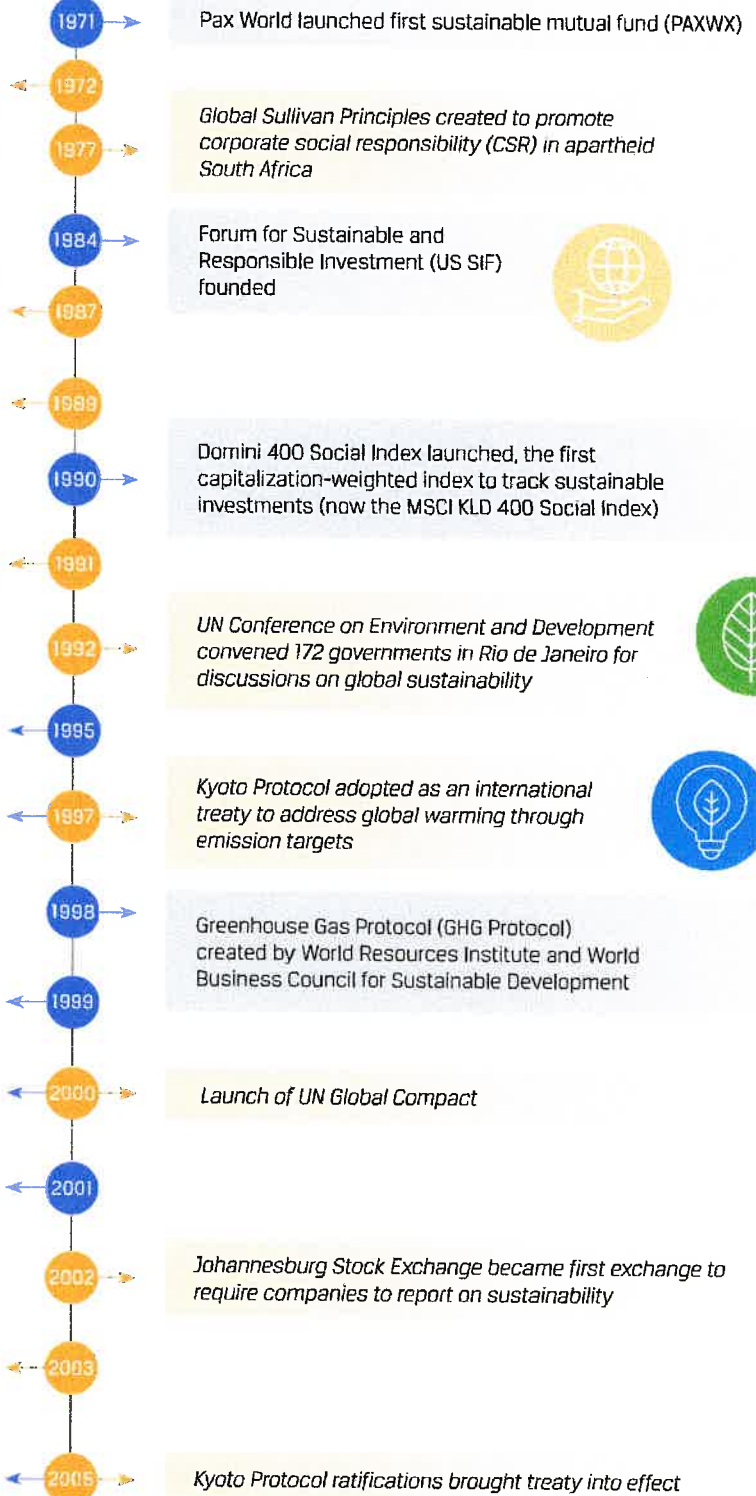 1971
Pax World launched first sustainable mutual fund (PAXWX)
1972
1977
Global Sullivan Principles created to promote
corporate social responsibility (CSR) in apartheid
South Africa
1984
Forum for Sustainable and
Responsible Investment (US SIF)
founded
1987
1989
1990
Domini 400 Social Index launched, the first
capitalization-weighted index to track sustainable
investments (now the MSCI KLD 400 Social Index)
1991
1992
UN Conference on Environment and Development
convened 172 governments in Rio de Janeiro for
discussions on global sustainability
1995
1997
Kyoto Protocol adopted as an international
treaty to address global warming through
emission targets
1998
Greenhouse Gas Protocol (GHG Protocol)
created by World Resources Institute and World
Business Council for Sustainable Development
1999
2000
Launch of UN Global Compact
2001
2002
Johannesburg Stock Exchange became first exchange to
require companies to report on sustainability
2003
2005
Kyoto Protocol ratifications brought treaty into effect